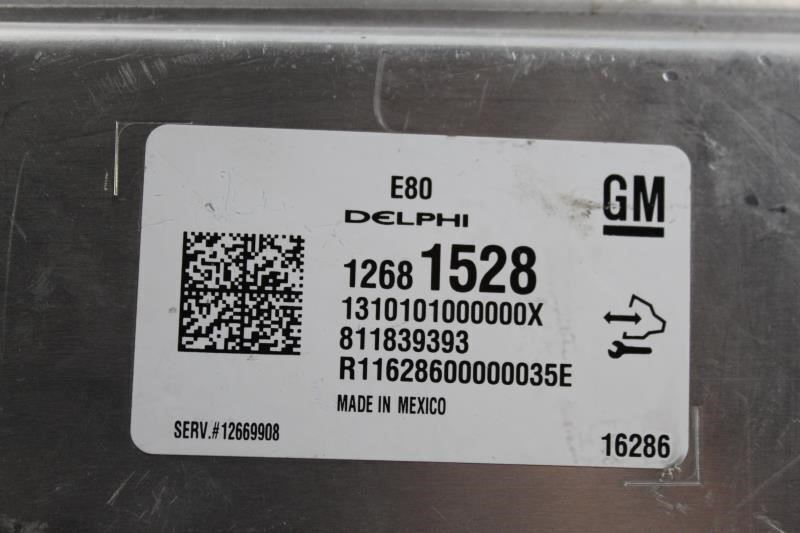 E80
GM
DELPHI
1268 1528
1310101000000X
811839393
R11628600000035E
MADE IN MEXICO
SERV.#12669908
16286